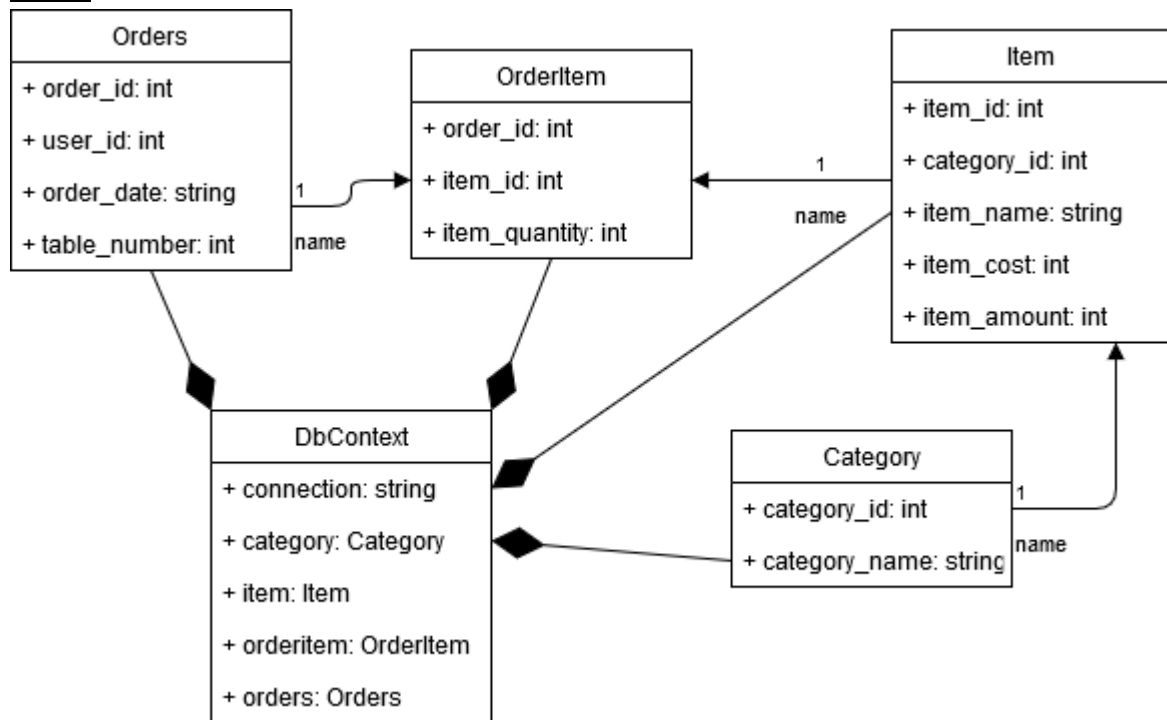 Orders
+ order_id: int
+ user_id: int
+ order_date: string
+ table_number: int
1
name
OrderItem
+ order_id: int
+ item_id: int
+ item_quantity: int
1
name
Item
+ item_id: int
+ category_id: int
+ item_name: string
+ item_cost: int
+ item_amount: int
DbContext
+ connection: string
+ category: Category
+ item: Item
+ orderitem: OrderItem
+ orders: Orders
Category
+ category_id: int
+ category_name: string
1
name